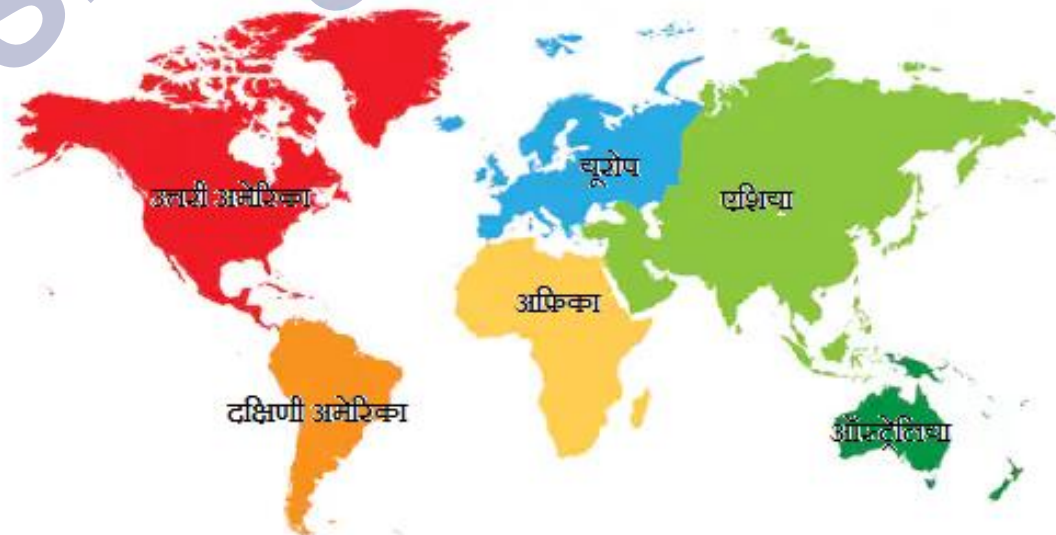 यूरोप
उत्तरी अमेरिका
एशिया
अफ्रिका
दक्षिणी अमेरिका
ऑस्ट्रेलिया